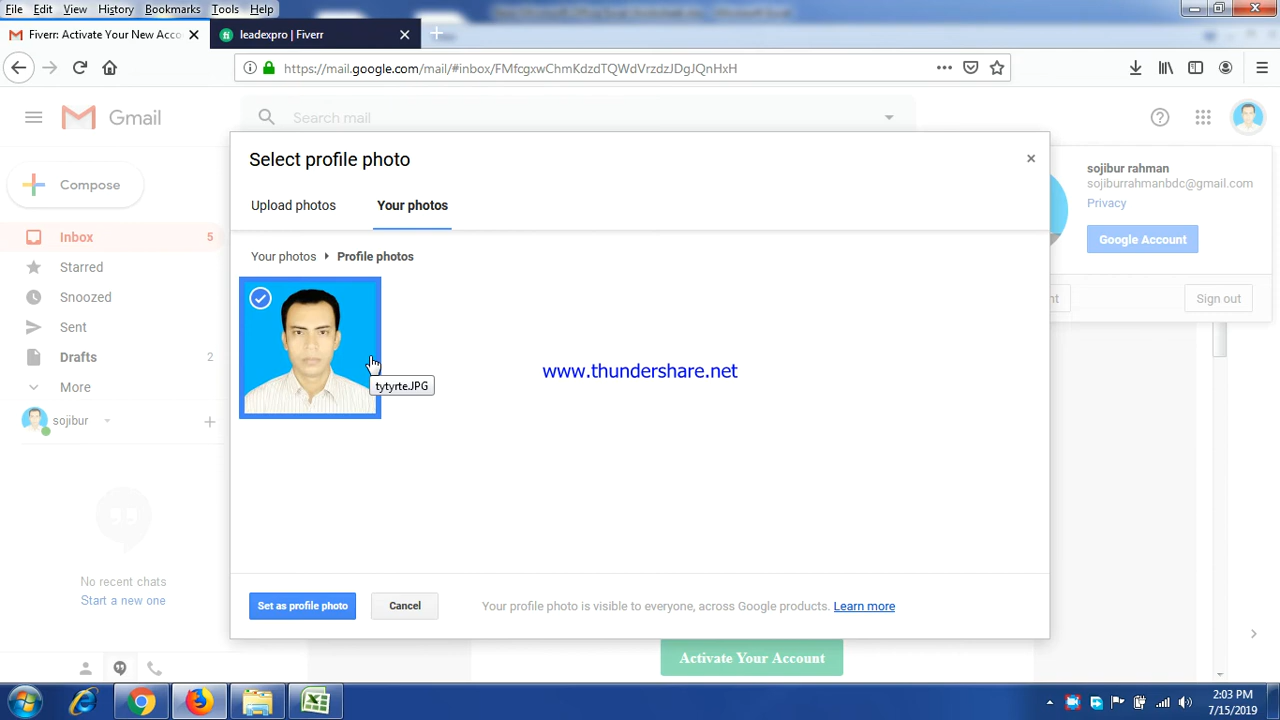 File Edit View History Bookmarks Tools Help
Fiverr: Activate Your New Acco
leadexpro | Fiverr
https://mail.google.com/mail/#inbox/FMfcgxwChmKdzdTQWdVrzdzJDgJQnHxH
Gmail
Search mail
Compose
Inbox 5
Starred
Snoozed
Sent
Drafts 2
More
sojibur
No recent chats
Start a new one
Select profile photo
Upload photos Your photos
Your photos Profile photos
tytyrte.JPG
www.thundershare.net
Set as profile photo
Cancel
Your profile photo is visible to everyone, across Google products. Learn more
sojibur rahman
sojiburrahmanbdc@gmail.com
Privacy
Google Account
nt
Sign out
Activate Your Account
2:03 PM
7/15/2019